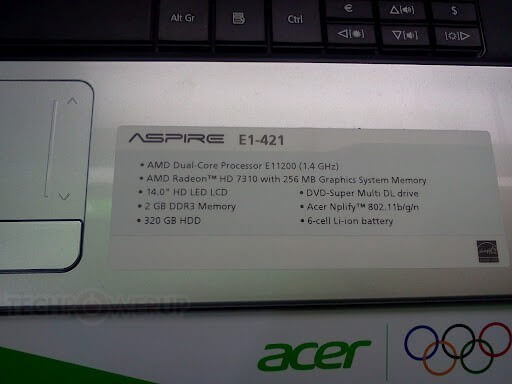 Alt Gr
Ctrl
€
$
ASPIRE E1-421
• AMD Dual-Core Processor E11200 (1.4 GHz)
• AMD Radeon™ HD 7310 with 256 MB Graphics System Memory
• 14.0" HD LED LCD
• 2 GB DDR3 Memory
• 320 GB HDD
• DVD-Super Multi DL drive
• Acer Nplify™ 802.11b/g/n
• 6-cell Li-ion battery
TECHPOWERUP
acer